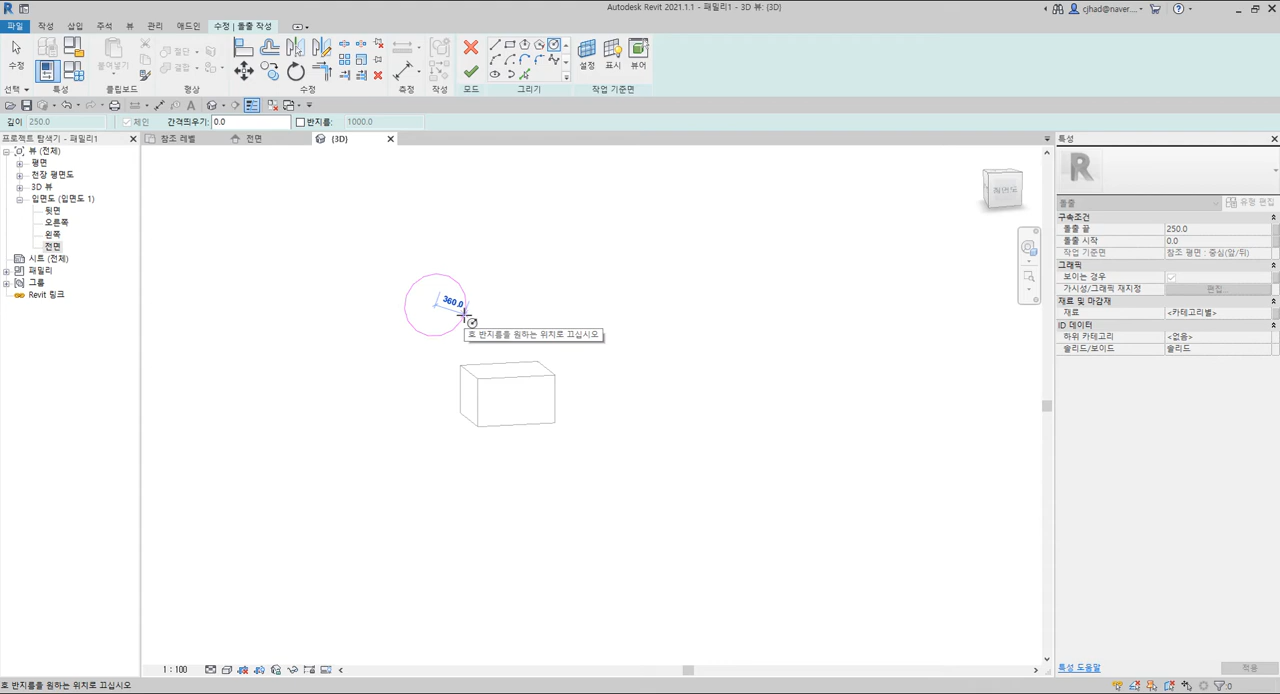 Autodesk Revit 2021.1.1 - 패밀리1 - 3D 뷰: (3D)
cjhad@naver....
파일 작성 삽입 주석 뷰 관리 애드인 수정 | 돌출 작성
수정
붙여넣기
절단
결합
설정 표시 뷰어
선택 특성 클립보드 형상 수정 측정 작성 모드 그리기 작업 기준면
깊이 250.0 체인 간격띄우기: 0.0 반지름: 1000.0
프로젝트 탐색기 - 패밀리1
참조 레벨 전면 (3D)
뷰 (전체)
평면
천장 평면도
3D 뷰
입면도 (입면도 1)
뒷면
오른쪽
왼쪽
전면
시트 (전체)
패밀리
그룹
Revit 링크
360.0
호 반지름을 원하는 위치로 끄십시오
특성
R
돌출 유형 편집
구속조건
돌출 끝 250.0
돌출 시작 0.0
작업 기준면 참조 평면 : 중심(앞/뒤)
그래픽
보이는 경우
가시성/그래픽 재지정 편집...
재료 및 마감재
재료 <카테고리별>
ID 데이터
하위 카테고리 <없음>
솔리드/보이드 솔리드
1 : 100
특성 도움말 적용
호 반지름을 원하는 위치로 끄십시오
:0